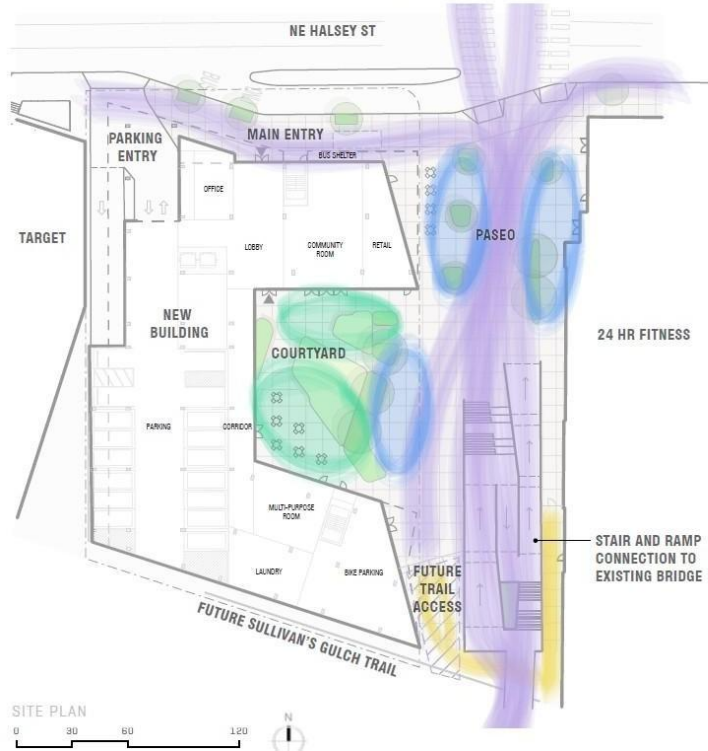 NE HALSEY ST
MAIN ENTRY
PARKING
ENTRY
BUS SHELTER
OFFICE
TARGET
LOBBY
COMMUNITY
ROOM
RETAIL
PASEO
NEW
BUILDING
COURTYARD
24 HR FITNESS
PARKING
CORRIDOR
MULTI-PURPOSE
ROOM
LAUNDRY
BIKE PARKING
FUTURE
TRAIL
ACCESS
STAIR AND RAMP
CONNECTION TO
EXISTING BRIDGE
FUTURE SULLIVAN'S GULCH TRAIL
SITE PLAN
0 30 60 120
N